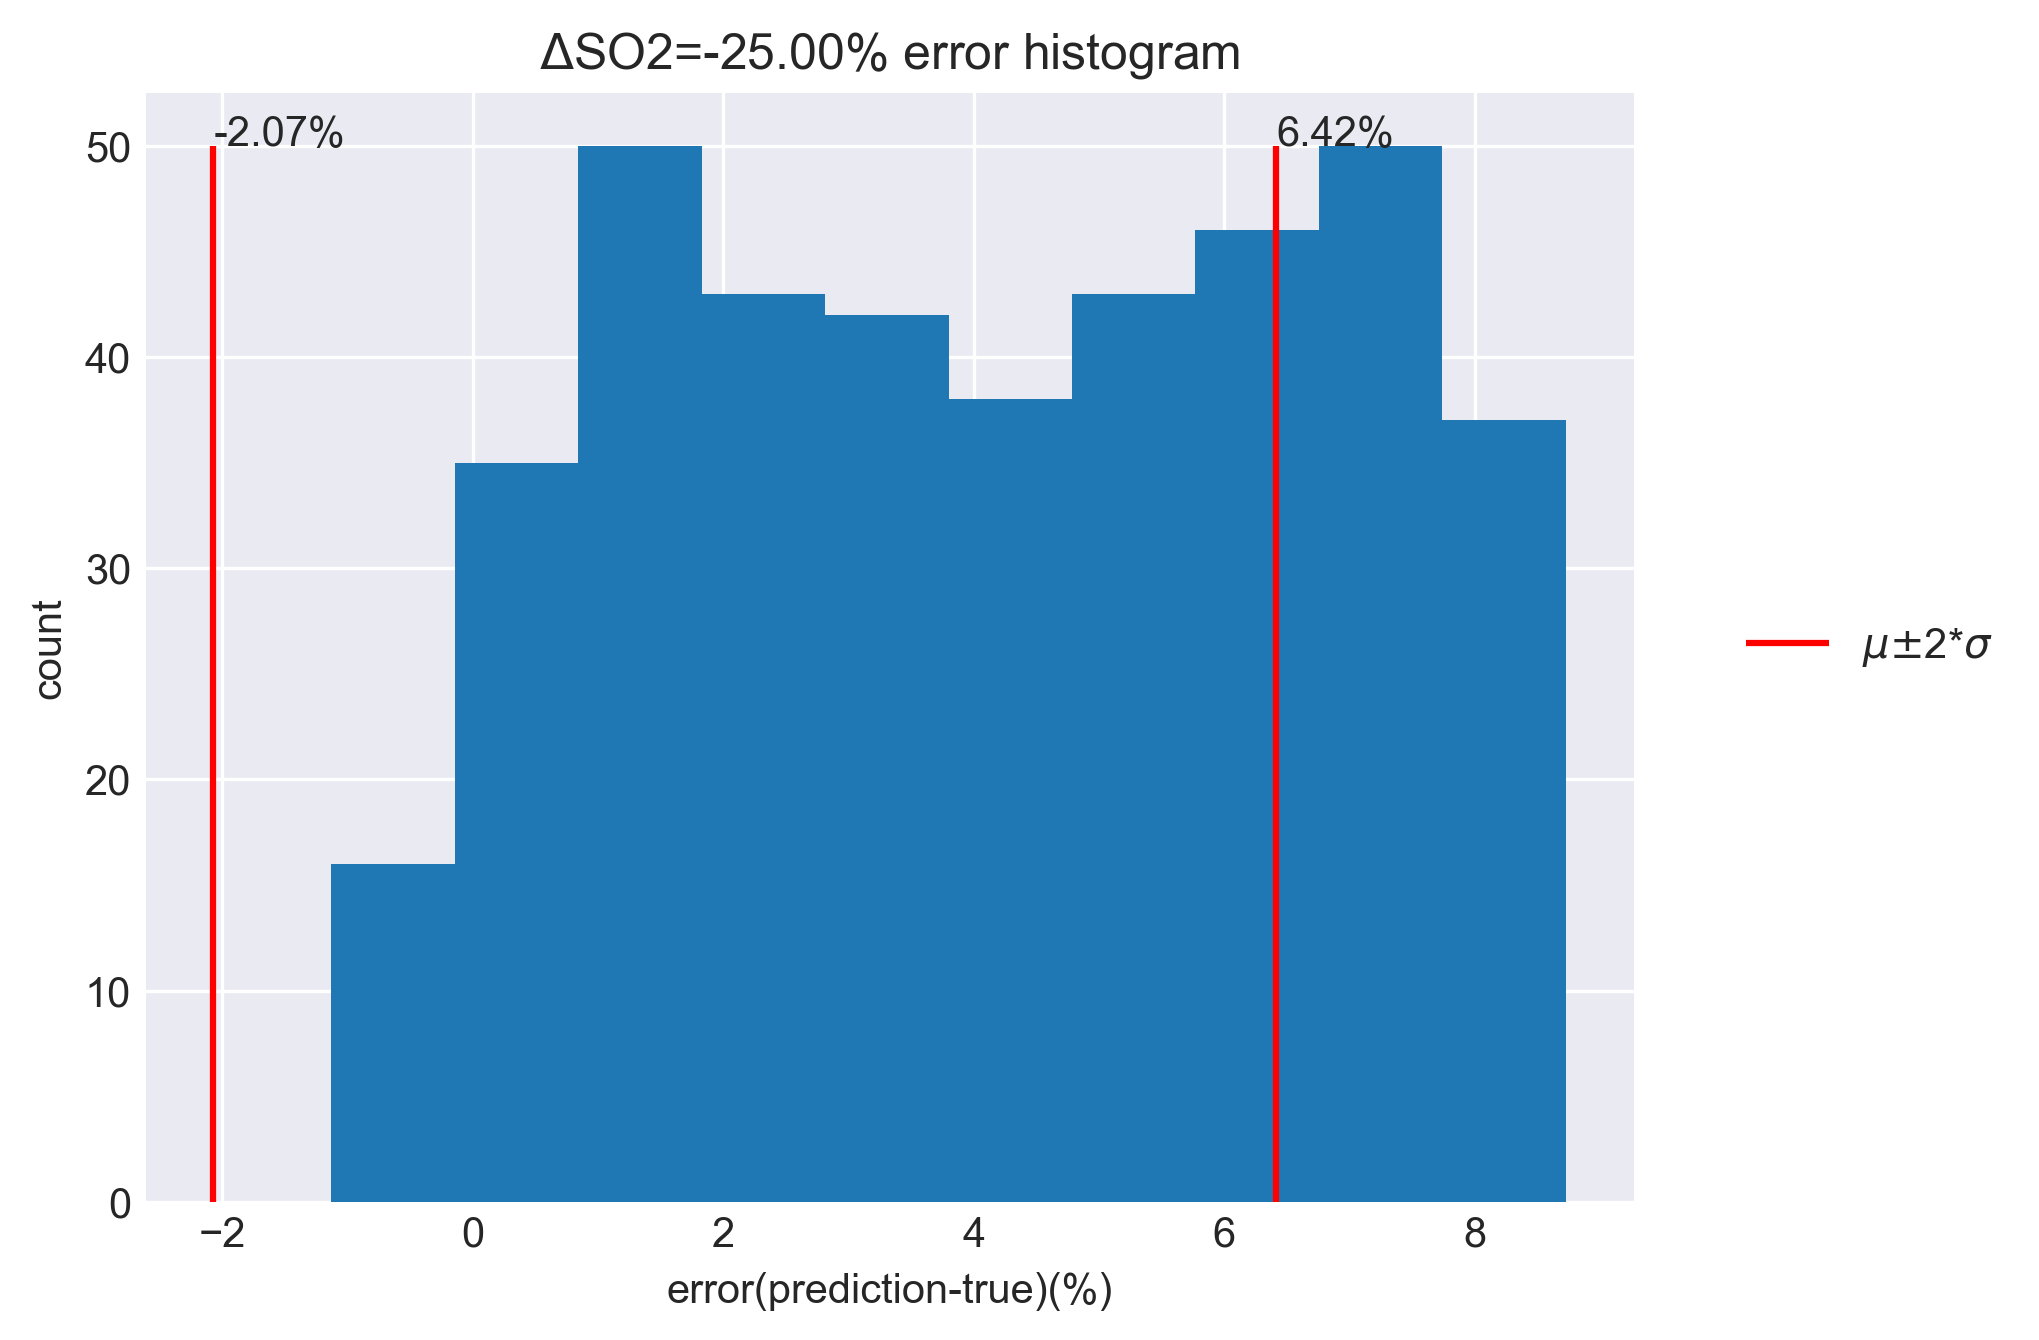 ΔSO2=-25.00% error histogram
-2.07%
6.42%
50
40
30
20
10
0
count
−2 0 2 4 6 8
error(prediction-true)(%)
μ±2*σ